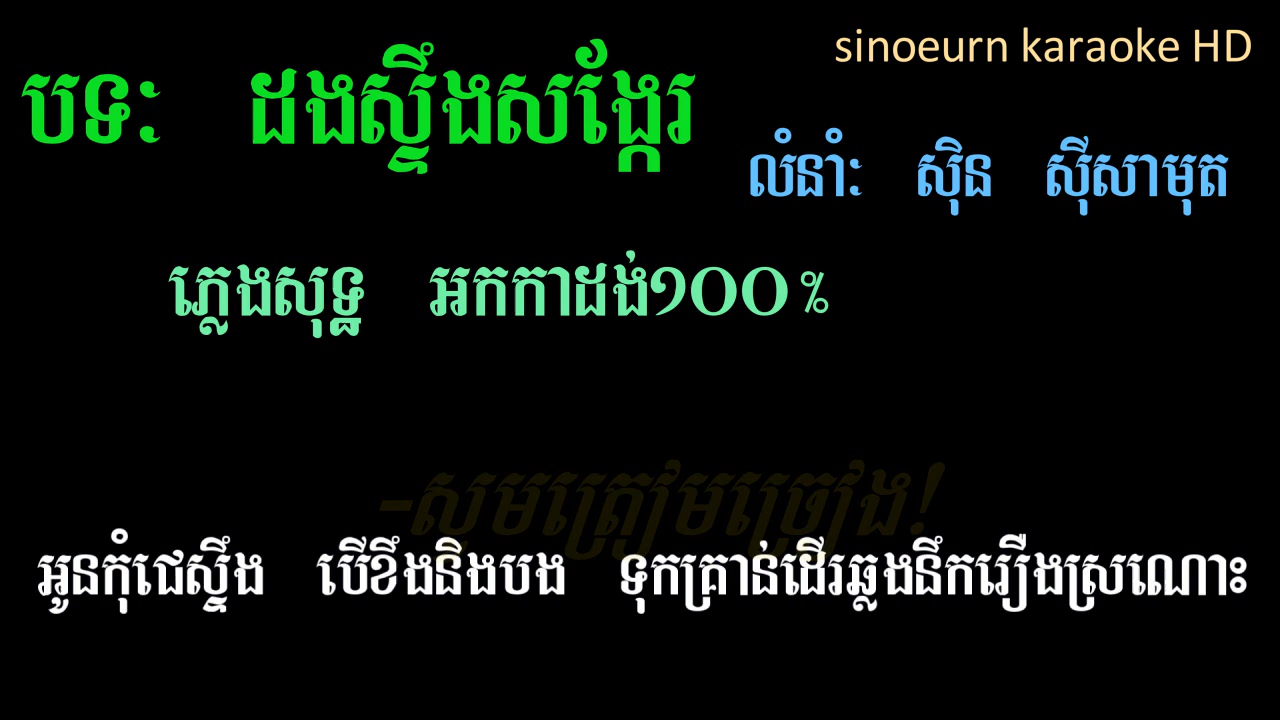 sinoeurn karaoke HD
បទៈ ដងស្ទឹងសង្កែរ
លំនាំៈ ស៊ិន ស៊ីសាមុត
ភ្លេងសុទ្ឋ អកកាដង់១០០%
-សូមត្រៀមច្រៀង!
អូនកុំជេស្ទឹង បើខឹងនិងបង ទុកគ្រាន់ដើរឆ្លងនឹករឿងស្រណោះ